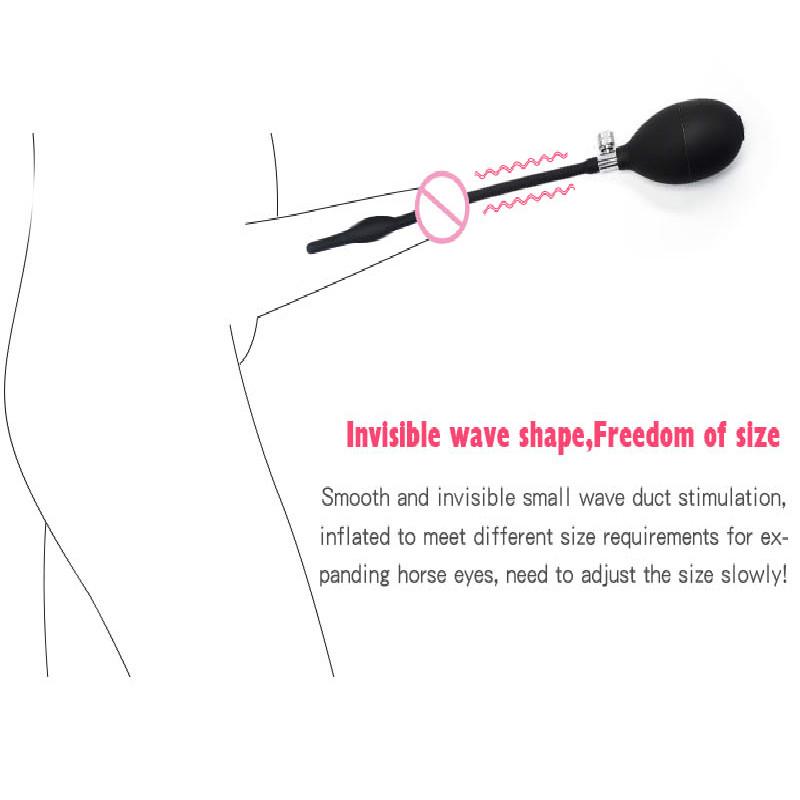 Invisible wave shape,Freedom of size
Smooth and invisible small wave duct stimulation,
inflated to meet different size requirements for ex-
panding horse eyes, need to adjust the size slowly!